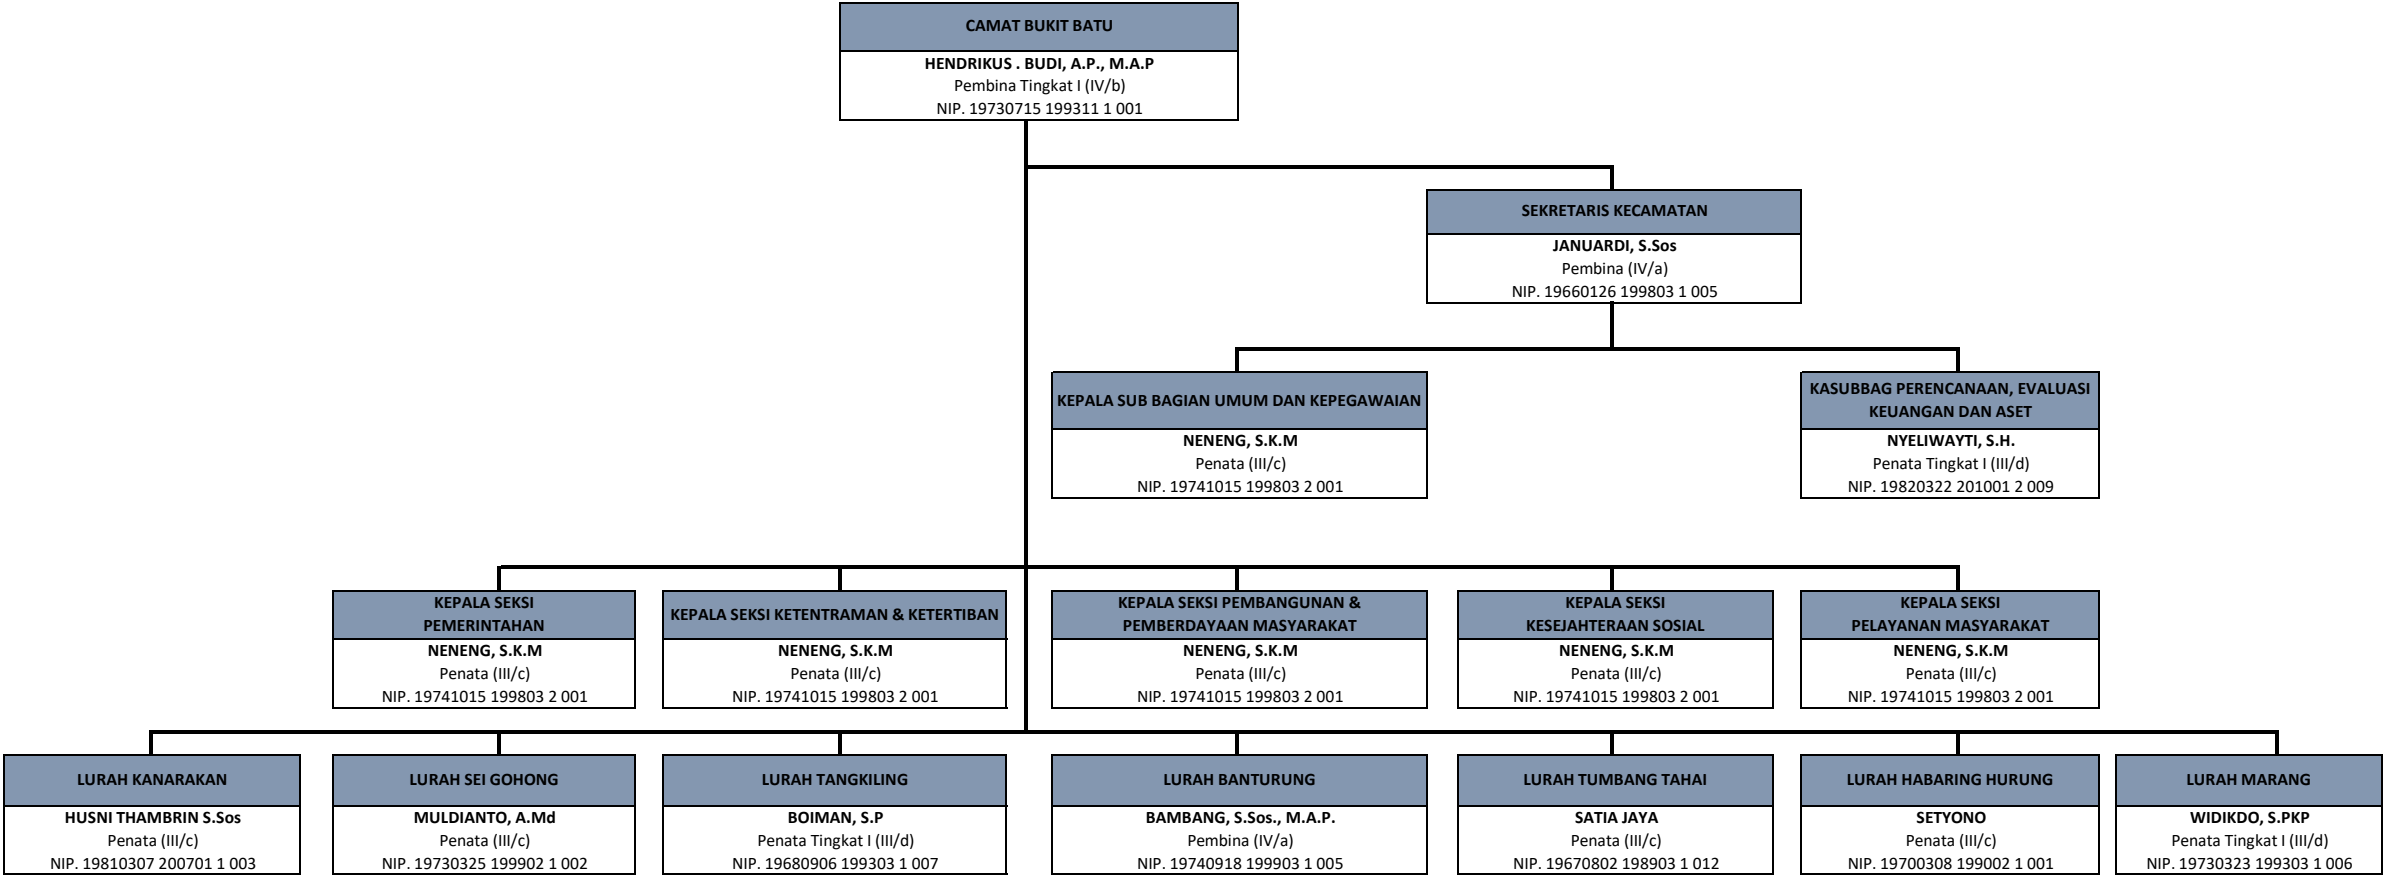 CAMAT BUKIT BATU
HENDRIKUS . BUDI, A.P., M.A.P
Pembina Tingkat I (IV/b)
NIP. 19730715 199311 1 001
SEKRETARIS KECAMATAN
JANUARDI, S.Sos
Pembina (IV/a)
NIP. 19660126 199803 1 005
KEPALA SUB BAGIAN UMUM DAN KEPEGAWAIAN
NENENG, S.K.M
Penata (III/c)
NIP. 19741015 199803 2 001
KASUBBAG PERENCANAAN, EVALUASI
KEUANGAN DAN ASET
NYELIWAYTI, S.H.
Penata Tingkat I (III/d)
NIP. 19820322 201001 2 009
KEPALA SEKSI
PEMERINTAHAN
NENENG, S.K.M
Penata (III/c)
NIP. 19741015 199803 2 001
KEPALA SEKSI KETENTRAMAN & KETERTIBAN
NENENG, S.K.M
Penata (III/c)
NIP. 19741015 199803 2 001
KEPALA SEKSI PEMBANGUNAN &
PEMBERDAYAAN MASYARAKAT
NENENG, S.K.M
Penata (III/c)
NIP. 19741015 199803 2 001
KEPALA SEKSI
KESEJAHTERAAN SOSIAL
NENENG, S.K.M
Penata (III/c)
NIP. 19741015 199803 2 001
KEPALA SEKSI
PELAYANAN MASYARAKAT
NENENG, S.K.M
Penata (III/c)
NIP. 19741015 199803 2 001
LURAH KANARAKAN
HUSNI THAMBRIN S.Sos
Penata (III/c)
NIP. 19810307 200701 1 003
LURAH SEI GOHONG
MULDIANTO, A.Md
Penata (III/c)
NIP. 19730325 199902 1 002
LURAH TANGKILING
BOIMAN, S.P
Penata Tingkat I (III/d)
NIP. 19680906 199303 1 007
LURAH BANTURUNG
BAMBANG, S.Sos., M.A.P.
Pembina (IV/a)
NIP. 19740918 199903 1 005
LURAH TUMBANG TAHAI
SATIA JAYA
Penata (III/c)
NIP. 19670802 198903 1 012
LURAH HABARING HURUNG
SETYONO
Penata (III/c)
NIP. 19700308 199002 1 001
LURAH MARANG
WIDIKDO, S.PKP
Penata Tingkat I (III/d)
NIP. 19730323 199303 1 006